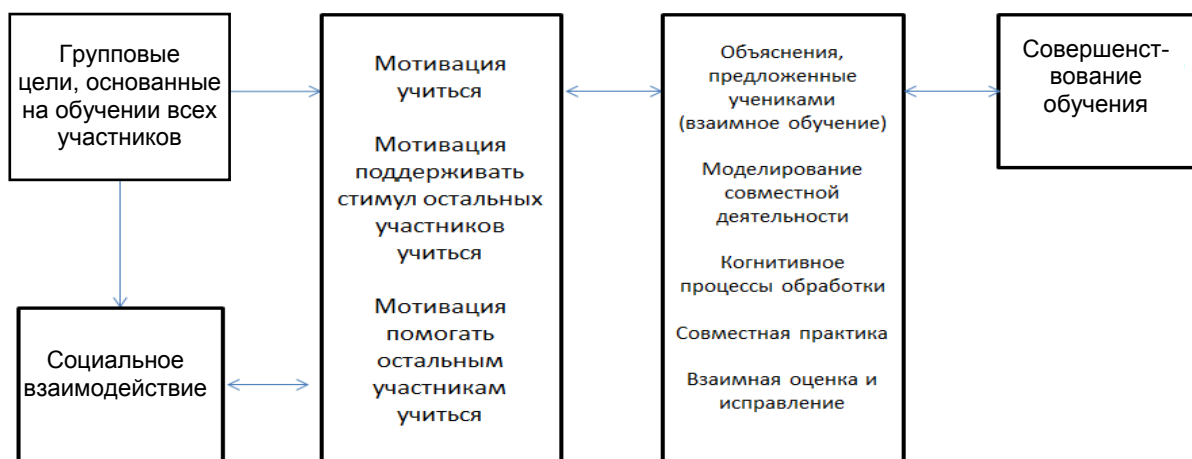 Групповые
цели, основанные
на обучении всех
участников
Социальное
взаимодействие
Мотивация
учиться
Мотивация
поддерживать
стимул остальных
участников
учиться
Мотивация
помогать
остальным
участникам
учиться
Объяснения,
предложенные
учениками
(взаимное обучение)
Моделирование
совместной
деятельности
Когнитивное
процессы обработки
Совместная практика
Взаимная оценка и
исправление
Совершенст-
вование
обучения